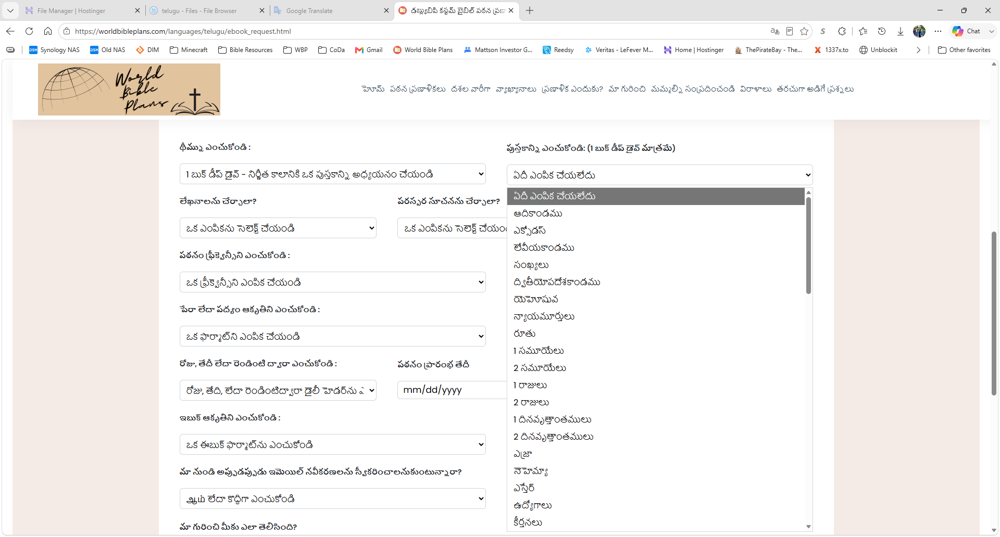 File Manager | Hostinger
telugu - Files - File Browser
Google Translate
డబ్ల్యుబిపి కస్టమ్ బైబిల్ పఠన ప్రణా
https://worldbibleplans.com/languages/telugu/ebook_request.html
Chat
Synology NAS
Old NAS
DIM
Minecraft
Bible Resources
WBP
CoDa
Gmail
World Bible Plans
Mattson Investor G...
Reedsy
Veritas - LeFever M...
Home | Hostinger
ThePirateBay - The...
1337x.to
Unblockit
Other favorites
World
Bible
Plans
హెూమ్ పఠన ప్రణాళికలు దశల వారీగా వ్యాఖ్యానాలు ప్రణాళిక ఎందుకు? మా గురించి మమ్మల్ని సంప్రదించండి విరాళాలు తరచుగా అడిగే ప్రశ్నలు
థీమ్ను ఎంచుకోండి :
1 బుక్ డీప్ డైవ్ - నిర్ణీత కాలానికి ఒక పుస్తకాన్ని అధ్యయనం చేయండి
పుస్తకాన్ని ఎంచుకోండి: (1 బుక్ డీప్ డైవ్ మాత్రమే)
ఏదీ ఎంపిక చేయలేదు
లేఖనాలను చేర్చాలా?
ఒక ఎంపికను సెలెక్ట్ చేయండి
పరస్పర సూచనను చేర్చాలా?
ఒక ఎంపికను సెలెక్ట్ చేయం
పఠనం ఫ్రీక్వెన్సీని ఎంచుకోండి :
ఒక ఫ్రీక్వెన్సీని ఎంపిక చేయండి
పేరా లేదా పద్యం ఆకృతిని ఎంచుకోండి :
ఒక ఫార్మాట్‌ని ఎంపిక చేయండి
రోజు, తేదీ లేదా రెండింటి ద్వారా ఎంచుకోండి :
రోజు, తేది, లేదా రెండింటిద్వారా డైలీ హెడర్‌ను ఎ
పఠనం ప్రారంభ తేదీ
mm/dd/yyyy
ఇబుక్ ఆకృతిని ఎంచుకోండి :
ఒక ఈబుక్ ఫార్మాట్‌ను ఎంచుకోండి
మా నుండి అప్పుడప్పుడు ఇమెయిల్ నవీకరణలను స్వీకరించాలనుకుంటున్నారా?
ஆம் లేదా కొద్దిగా ఎంచుకోండి
మా గురించి మీకు ఎలా తెలిసింది?
ఏదీ ఎంపిక చేయలేదు
ఆదికాండము
ఎక్సోడస్
లేవీయకాండము
సంఖ్యలు
ద్వితీయోపదేశకాండము
యెహెూషువ
న్యాయమూర్తులు
రూతు
1 సమూయేలు
2 సమూయేలు
1 రాజులు
2 రాజులు
1 దినవృత్తాంతములు
2 దినవృత్తాంతములు
ఎజ్రా
నెహెమ్యా
ఎస్తేర్
ఉద్యోగాలు
కీర్తనలు